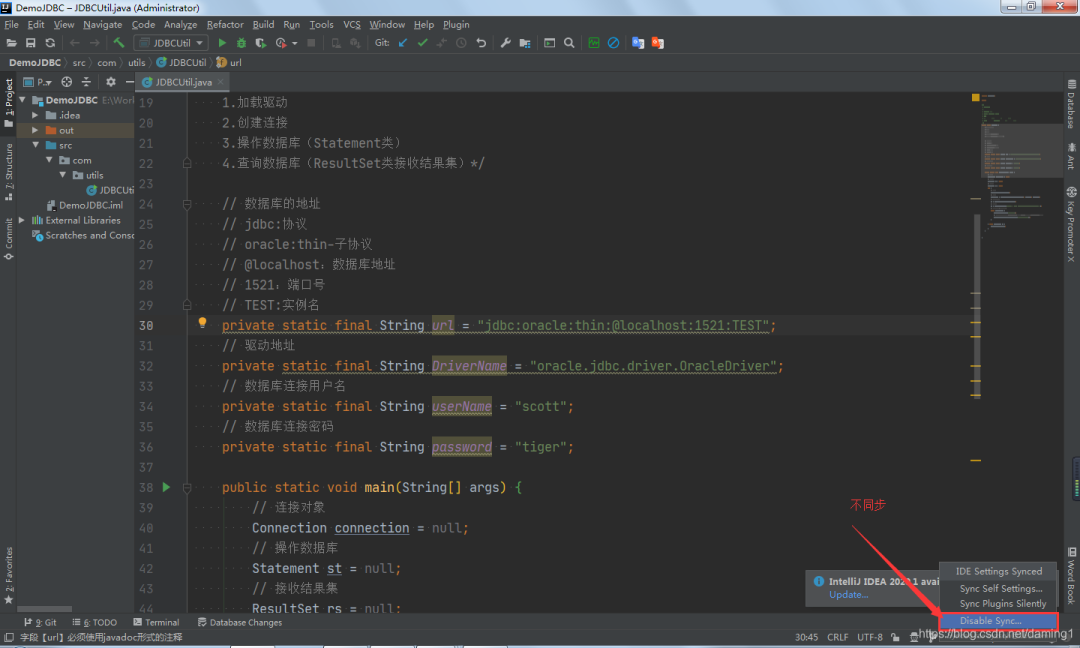 DemoJDBC – JDBCUtil.java (Administrator)
File Edit View Navigate Code Analyze Refactor Build Run Tools VCS Window Help Plugin
JDBCUtil Git:
DemoJDBC src com utils JDBCUtil url
P... JDBCUtil.java
1: Project
7: Structure
Commit
2: Favorites
DemoJDBC E:\Work
.idea
out
src
com
utils
JDBCUti
DemoJDBC.iml
External Libraries
Scratches and Conso
19 1.加载驱动
20 2.创建连接
21 3.操作数据库（Statement类）
22 4.查询数据库（ResultSet类接收结果集）*/
23
24 // 数据库的地址
25 // jdbc:协议
26 // oracle:thin-子协议
27 // @localhost：数据库地址
28 // 1521：端口号
29 // TEST:实例名
30 private static final String url = "jdbc:oracle:thin:@localhost:1521:TEST";
31 // 驱动地址
32 private static final String DriverName = "oracle.jdbc.driver.OracleDriver";
33 // 数据库连接用户名
34 private static final String userName = "scott";
35 // 数据库连接密码
36 private static final String password = "tiger";
37
38 public static void main(String[] args) {
39 // 连接对象
40 Connection connection = null;
41 // 操作数据库
42 Statement st = null;
43 // 接收结果集
44 ResultSet rs = null;
Database
Ant
Key Promoter X
Word Book
不同步
IntelliJ IDEA 202 .1 avai
Update...
IDE Settings Synced
Sync Self Settings...
Sync Plugins Silently
Disable Sync...
9: Git 6: TODO Terminal Database Changes
字段 [url] 必须使用javadoc形式的注释 30:45 CRLF UTF-8
https://blog.csdn.net/daming1